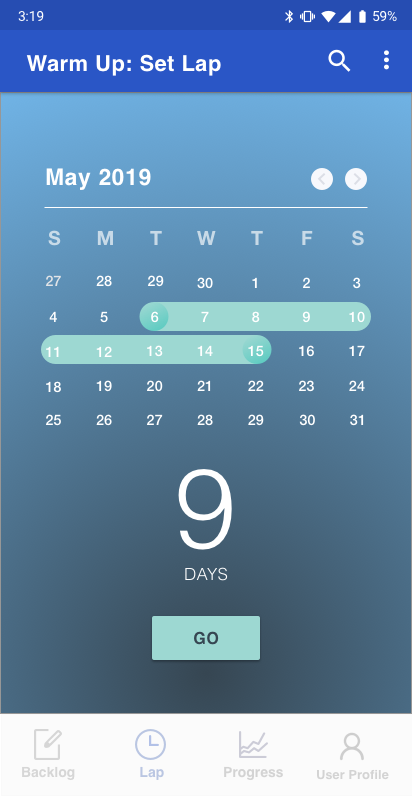 3:19 59%
Warm Up: Set Lap
May 2019
S M T W T F S
27 28 29 30 1 2 3
4 5 6 7 8 9 10
11 12 13 14 15 16 17
18 19 20 21 22 23 24
25 26 27 28 29 30 31
9
DAYS
GO
Backlog Lap Progress User Profile